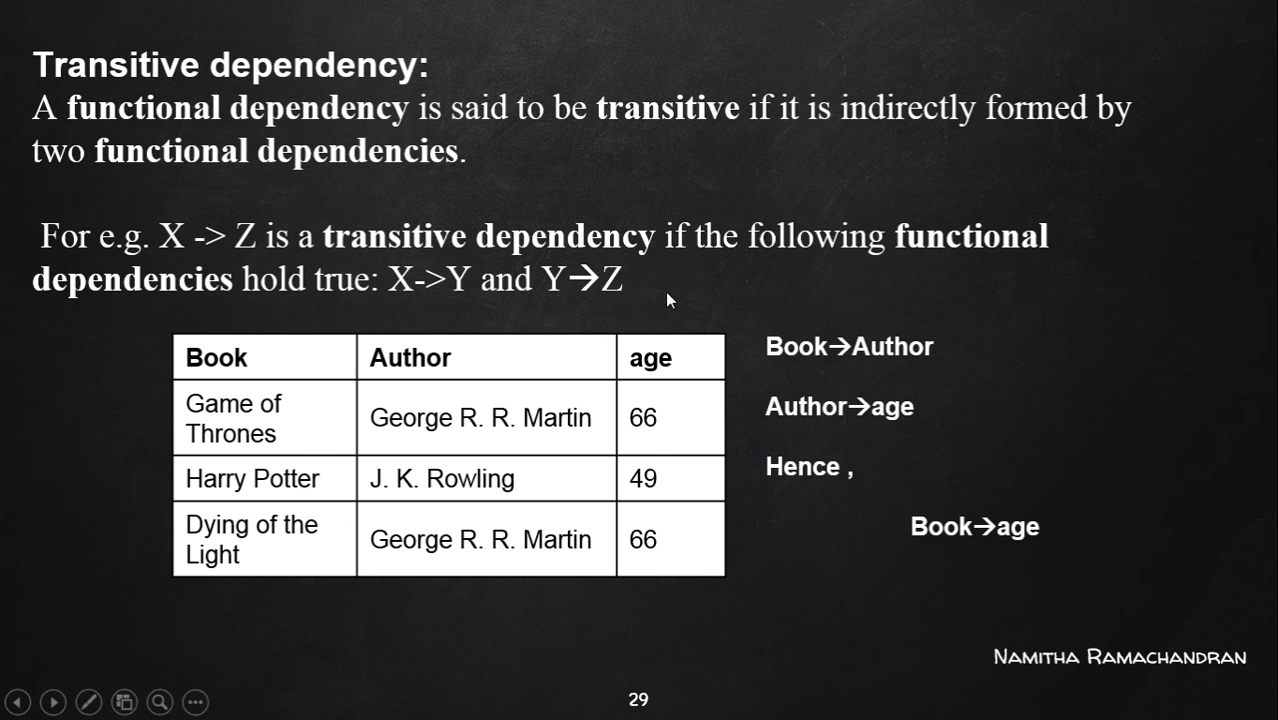 Transitive dependency:
A functional dependency is said to be transitive if it is indirectly formed by
two functional dependencies.
For e.g. X -> Z is a transitive dependency if the following functional
dependencies hold true: X->Y and Y→Z
Book Author age
Game of
Thrones
George R. R. Martin 66
Harry Potter J. K. Rowling 49
Dying of the
Light
George R. R. Martin 66
Book→Author
Author→age
Hence ,
Book→age
Namitha Ramachandran
29